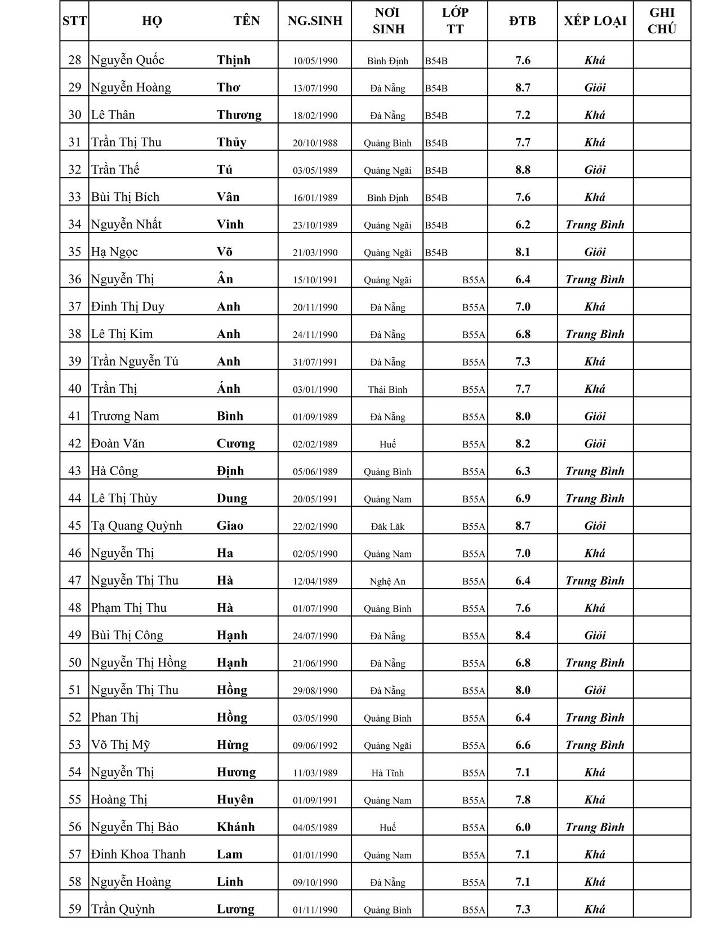 STT HỌ TÊN NG.SINH NƠI SINH LỚP TT ĐTB XẾP LOẠI GHI CHÚ
28 Nguyễn Quốc Thịnh 10/05/1990 Bình Định B54B 7.6 Khá
29 Nguyễn Hoàng Thơ 13/07/1990 Đà Nẵng B54B 8.7 Giỏi
30 Lê Thân Thương 18/02/1990 Đà Nẵng B54B 7.2 Khá
31 Trần Thị Thu Thủy 20/10/1988 Quảng Bình B54B 7.7 Khá
32 Trần Thế Tú 03/05/1989 Quảng Ngãi B54B 8.8 Giỏi
33 Bùi Thị Bích Vân 16/01/1989 Bình Định B54B 7.6 Khá
34 Nguyễn Nhất Vinh 23/10/1989 Quảng Ngãi B54B 6.2 Trung Bình
35 Hạ Ngọc Võ 21/03/1990 Quảng Ngãi B54B 8.1 Giỏi
36 Nguyễn Thị Ân 15/10/1991 Quảng Ngãi B55A 6.4 Trung Bình
37 Đinh Thị Duy Anh 20/11/1990 Đà Nẵng B55A 7.0 Khá
38 Lê Thị Kim Anh 24/11/1990 Đà Nẵng B55A 6.8 Trung Bình
39 Trần Nguyễn Tú Anh 31/07/1991 Đà Nẵng B55A 7.3 Khá
40 Trần Thị Ánh 03/01/1990 Thái Bình B55A 7.7 Khá
41 Trương Nam Bình 01/09/1989 Đà Nẵng B55A 8.0 Giỏi
42 Đoàn Văn Cương 02/02/1989 Huế B55A 8.2 Giỏi
43 Hà Công Định 05/06/1989 Quảng Bình B55A 6.3 Trung Bình
44 Lê Thị Thùy Dung 20/05/1991 Quảng Nam B55A 6.9 Trung Bình
45 Tạ Quang Quỳnh Giao 22/02/1990 Đăk Lăk B55A 8.7 Giỏi
46 Nguyễn Thị Ha 02/05/1990 Quảng Nam B55A 7.0 Khá
47 Nguyễn Thị Thu Hà 12/04/1989 Nghệ An B55A 6.4 Trung Bình
48 Phạm Thị Thu Hà 01/07/1990 Quảng Bình B55A 7.6 Khá
49 Bùi Thị Công Hạnh 24/07/1990 Đà Nẵng B55A 8.4 Giỏi
50 Nguyễn Thị Hồng Hạnh 21/06/1990 Đà Nẵng B55A 6.8 Trung Bình
51 Nguyễn Thị Thu Hồng 29/08/1990 Đà Nẵng B55A 8.0 Giỏi
52 Phan Thị Hồng 03/05/1990 Quảng Bình B55A 6.4 Trung Bình
53 Võ Thị Mỹ Hừng 09/06/1992 Quảng Ngãi B55A 6.6 Trung Bình
54 Nguyễn Thị Hương 11/03/1989 Hà Tĩnh B55A 7.1 Khá
55 Hoàng Thị Huyên 01/09/1991 Quảng Nam B55A 7.8 Khá
56 Nguyễn Thị Bảo Khánh 04/05/1989 Huế B55A 6.0 Trung Bình
57 Đinh Khoa Thanh Lam 01/01/1990 Quảng Nam B55A 7.1 Khá
58 Nguyễn Hoàng Linh 09/10/1990 Đà Nẵng B55A 7.1 Khá
59 Trần Quỳnh Lương 01/11/1990 Quảng Bình B55A 7.3 Khá